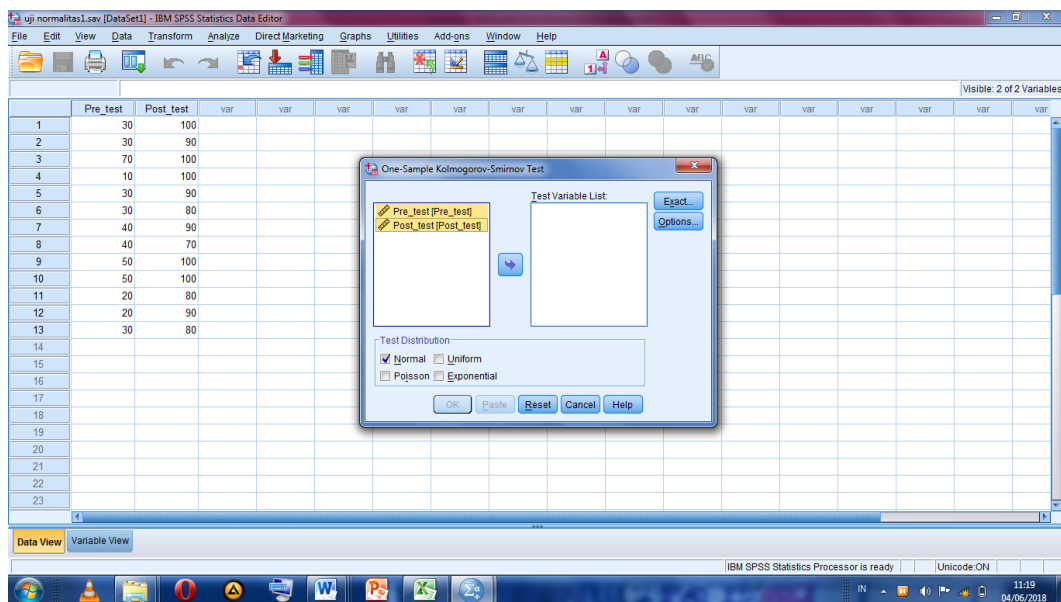 uji normalitas1.sav [DataSet1] - IBM SPSS Statistics Data Editor
File Edit View Data Transform Analyze Direct Marketing Graphs Utilities Add-ons Window Help
Visible: 2 of 2 Variables
Pre_test Post_test var var var var var var var var var var var var var var var
1 30 100
2 30 90
3 70 100
4 10 100
5 30 90
6 30 80
7 40 90
8 40 70
9 50 100
10 50 100
11 20 80
12 20 90
13 30 80
14
15
16
17
18
19
20
21
22
23
One-Sample Kolmogorov-Smirnov Test
Test Variable List:
Pre_test [Pre_test]
Post_test [Post_test]
Exact...
Options...
Test Distribution
Normal Uniform
Poisson Exponential
OK Paste Reset Cancel Help
Data View Variable View
IBM SPSS Statistics Processor is ready Unicode:ON
IN 11:19
04/06/2018